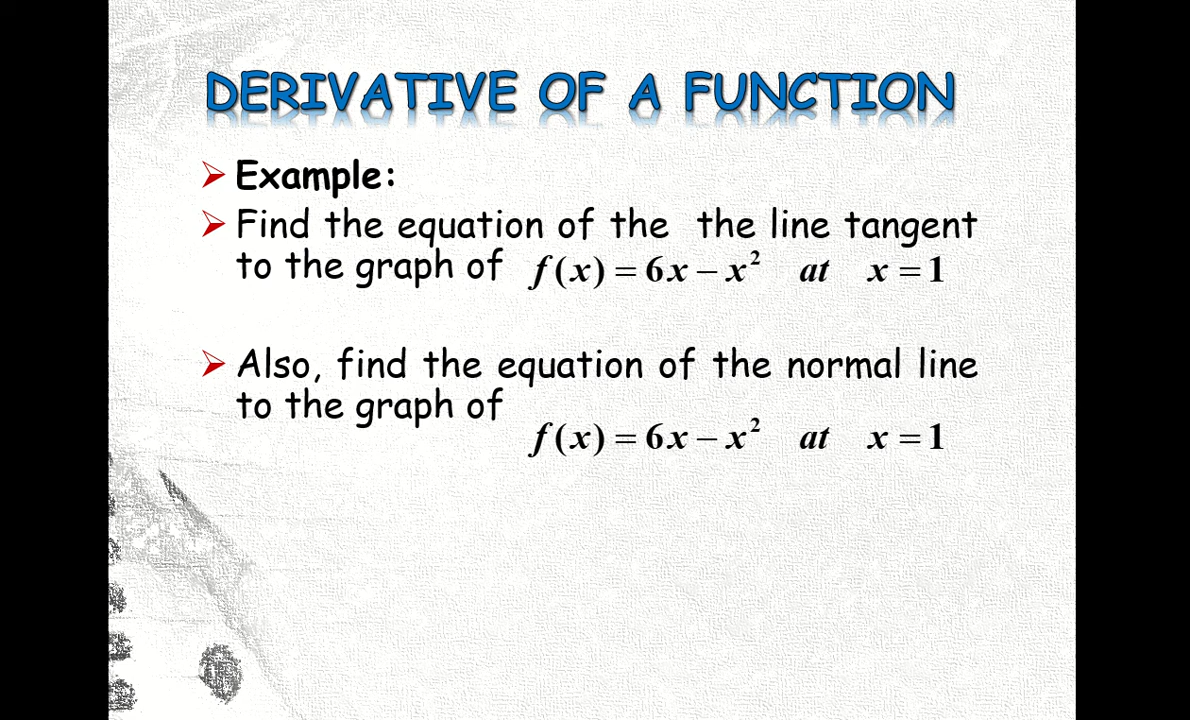 DERIVATIVE OF A FUNCTION
➢ Example:
➢ Find the equation of the the line tangent
to the graph of f(x) = 6x − x² at x = 1
➢ Also, find the equation of the normal line
to the graph of
f(x) = 6x − x² at x = 1